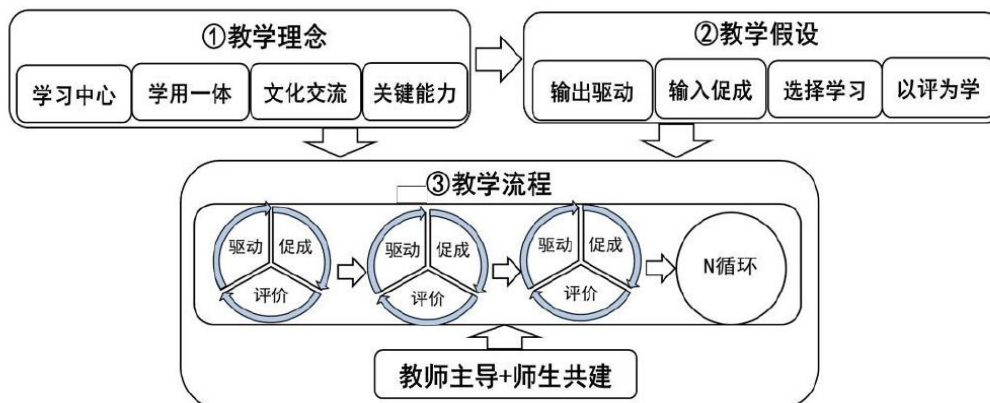 ①教学理念
学习中心 学用一体 文化交流 关键能力
②教学假设
输出驱动 输入促成 选择学习 以评为学
③教学流程
驱动 促成 驱动 促成 驱动 促成
评价 评价 评价
N循环
教师主导+师生共建